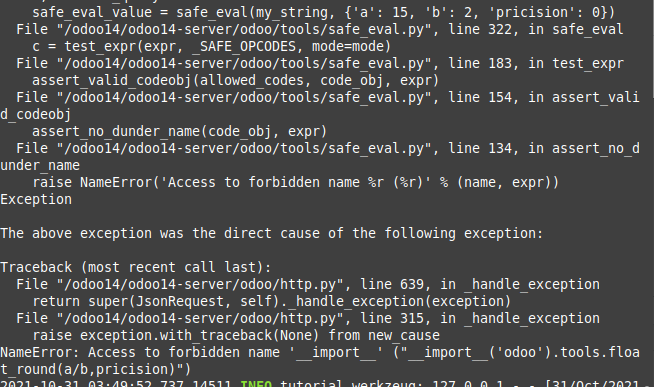 safe_eval_value = safe_eval(my_string, {'a': 15, 'b': 2, 'pricision': 0})
File "/odoo14/odoo14-server/odoo/tools/safe_eval.py", line 322, in safe_eval
c = test_expr(expr, _SAFE_OPCODES, mode=mode)
File "/odoo14/odoo14-server/odoo/tools/safe_eval.py", line 183, in test_expr
assert_valid_codeobj(allowed_codes, code_obj, expr)
File "/odoo14/odoo14-server/odoo/tools/safe_eval.py", line 154, in assert_vali
d_codeobj
assert_no_dunder_name(code_obj, expr)
File "/odoo14/odoo14-server/odoo/tools/safe_eval.py", line 134, in assert_no_d
under_name
raise NameError('Access to forbidden name %r (%r)' % (name, expr))
Exception
The above exception was the direct cause of the following exception:
Traceback (most recent call last):
File "/odoo14/odoo14-server/odoo/http.py", line 639, in _handle_exception
return super(JsonRequest, self)._handle_exception(exception)
File "/odoo14/odoo14-server/odoo/http.py", line 315, in _handle_exception
raise exception.with_traceback(None) from new_cause
NameError: Access to forbidden name '__import__' ("__import__('odoo').tools.floa
t_round(a/b,pricision)")
2021-10-31 03:49:52,737 14511 INFO tutorial werkzeug: 127.0.0.1 - - [31/Oct/2021